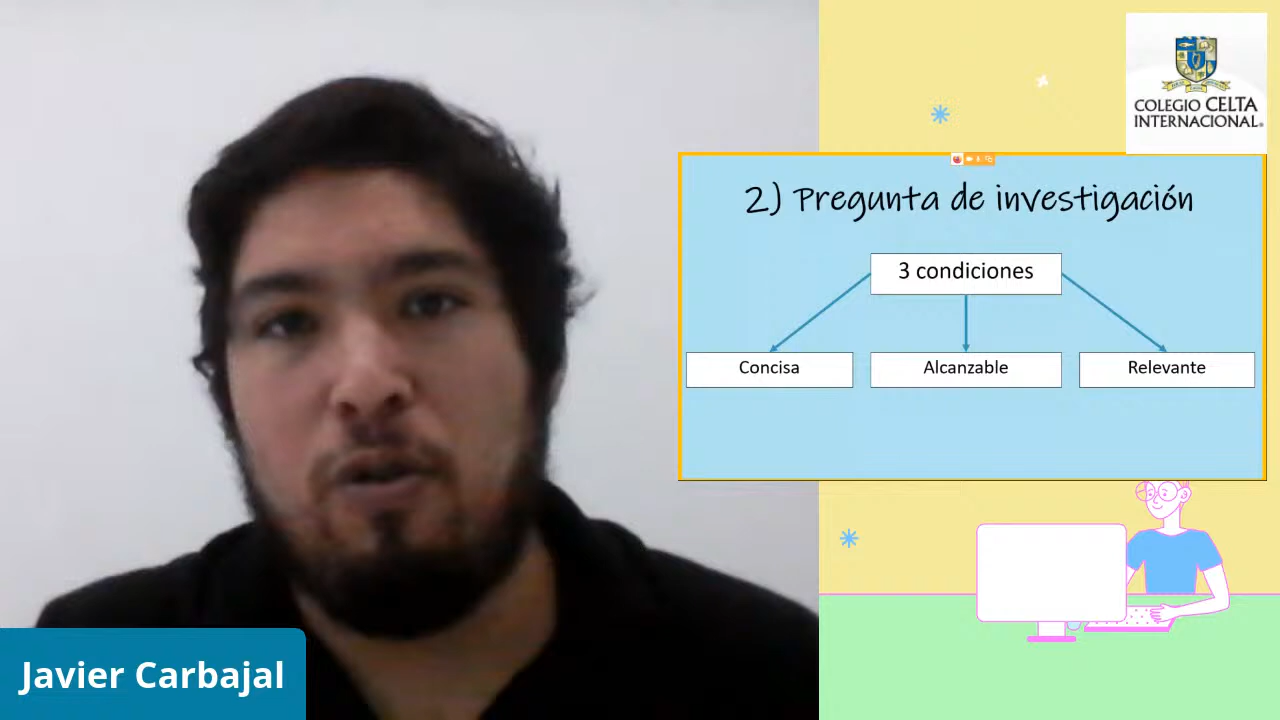 COLEGIO CELTA
INTERNACIONAL.
2) Pregunta de investigación
3 condiciones
Concisa
Alcanzable
Relevante
Javier Carbajal